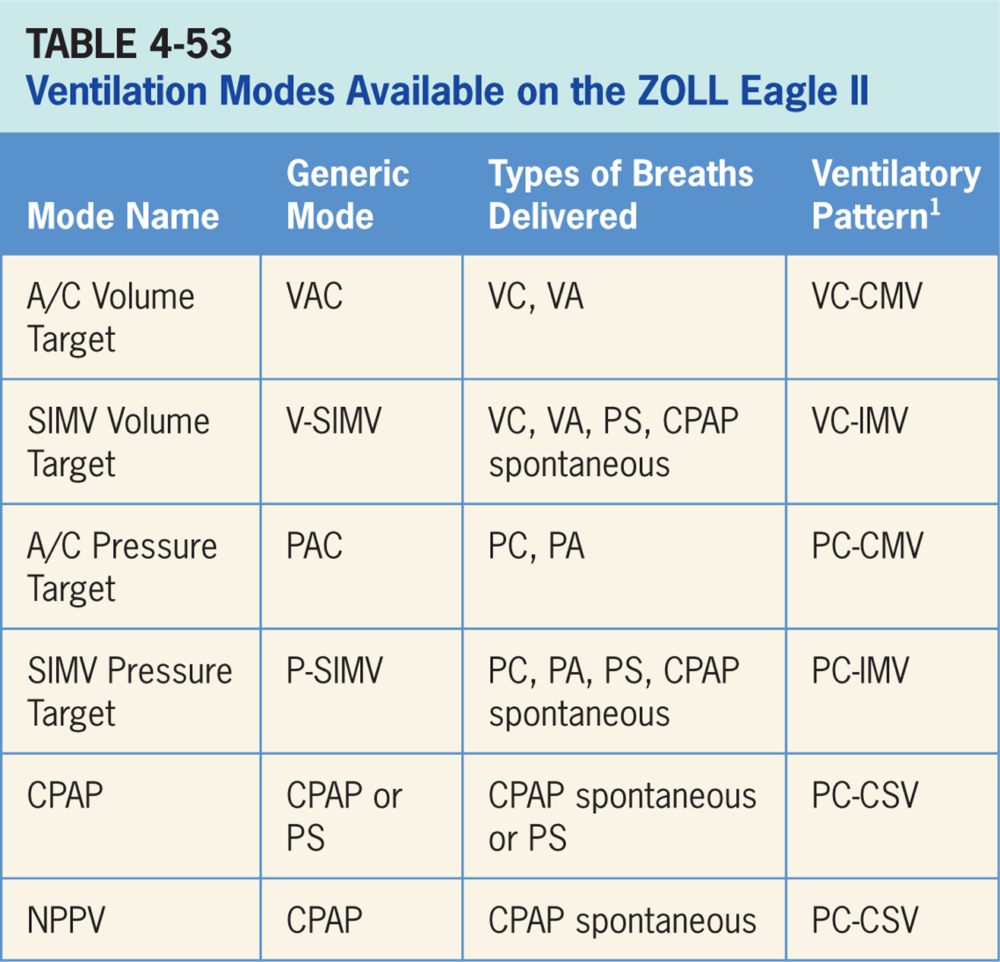 TABLE 4-53
Ventilation Modes Available on the ZOLL Eagle II
Mode Name Generic Mode Types of Breaths Delivered Ventilatory Pattern¹
A/C Volume Target VAC VC, VA VC-CMV
SIMV Volume Target V-SIMV VC, VA, PS, CPAP spontaneous VC-IMV
A/C Pressure Target PAC PC, PA PC-CMV
SIMV Pressure Target P-SIMV PC, PA, PS, CPAP spontaneous PC-IMV
CPAP CPAP or PS CPAP spontaneous or PS PC-CSV
NPPV CPAP CPAP spontaneous PC-CSV